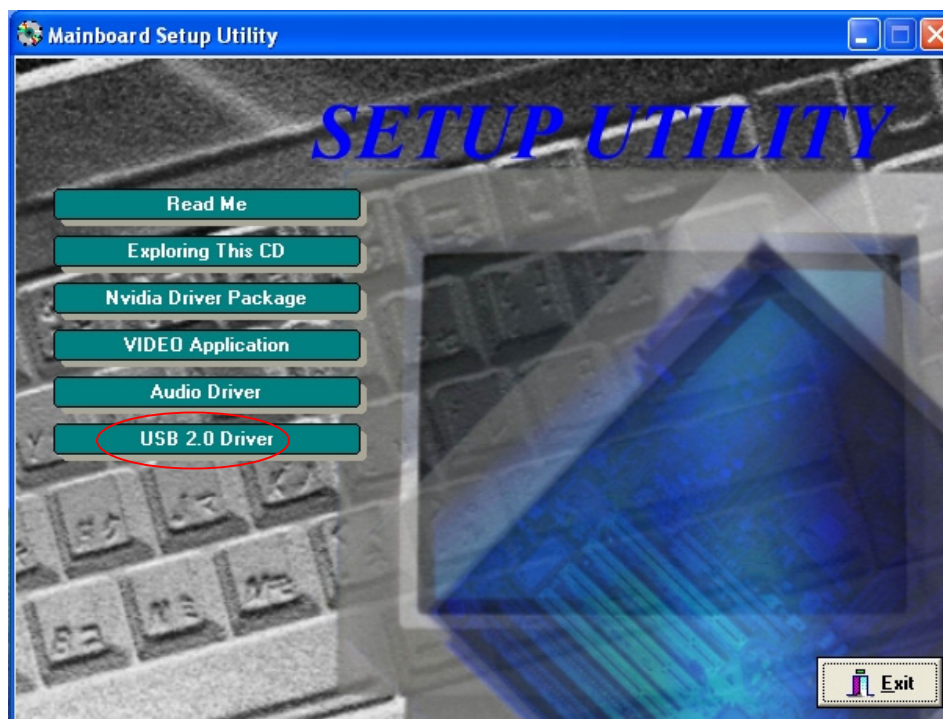 Mainboard Setup Utility
SETUP UTILITY
Read Me
Exploring This CD
Nvidia Driver Package
VIDEO Application
Audio Driver
USB 2.0 Driver
Exit